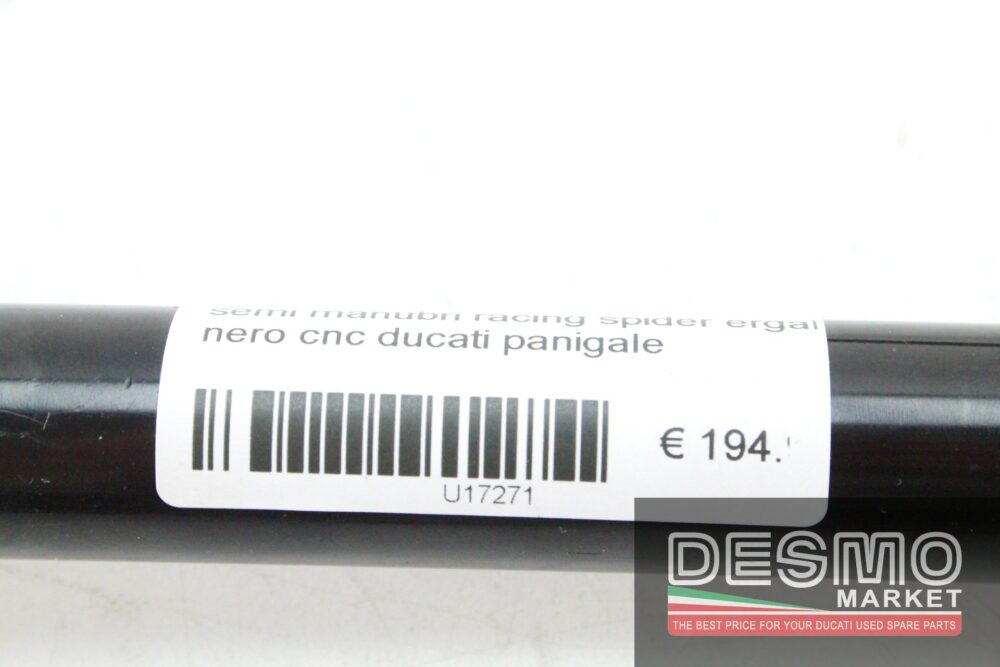 semi manubri racing spider ergal
nero cnc ducati panigale
€ 194.
U17271
DESMO
MARKET
THE BEST PRICE FOR YOUR DUCATI USED SPARE PARTS